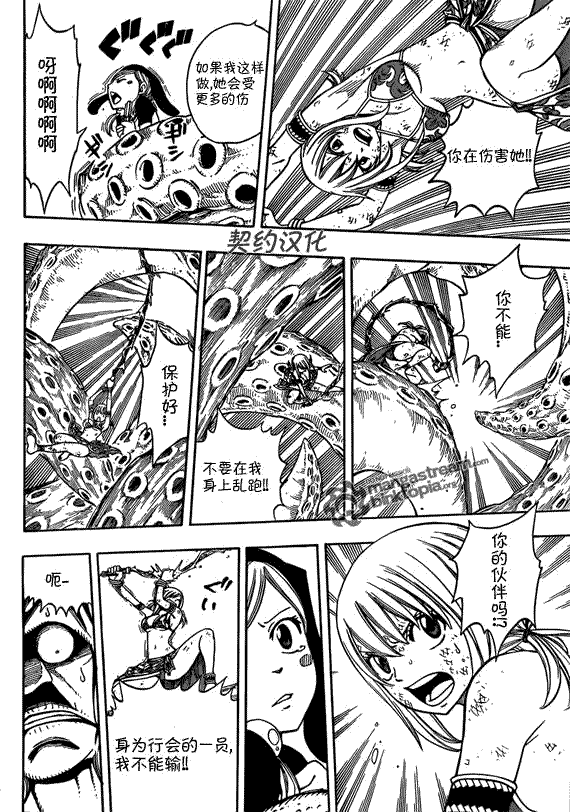 你在伤害她!!
如果我这样
做,她会受
更多的伤
呀啊啊啊啊
契约汉化
你不能…
不要在我
身上乱跑!!
保护好…
mangastream.com
binktopia
你的伙伴吗!?
身为行会的一员,
我不能输!!
呃-